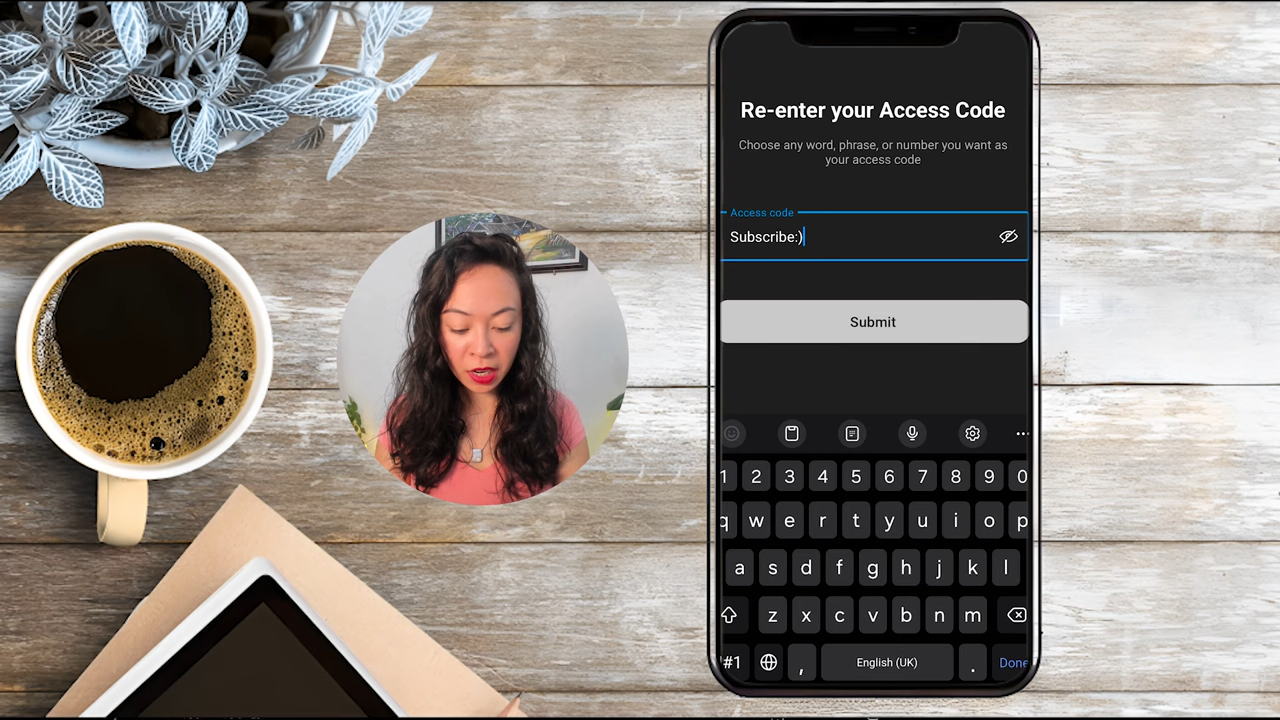 Re-enter your Access Code
Choose any word, phrase, or number you want as
your access code
Access code
Subscribe:)
Submit
1 2 3 4 5 6 7 8 9 0
q w e r t y u i o p
a s d f g h j k l
z x c v b n m
!#1 , English (UK) . Done